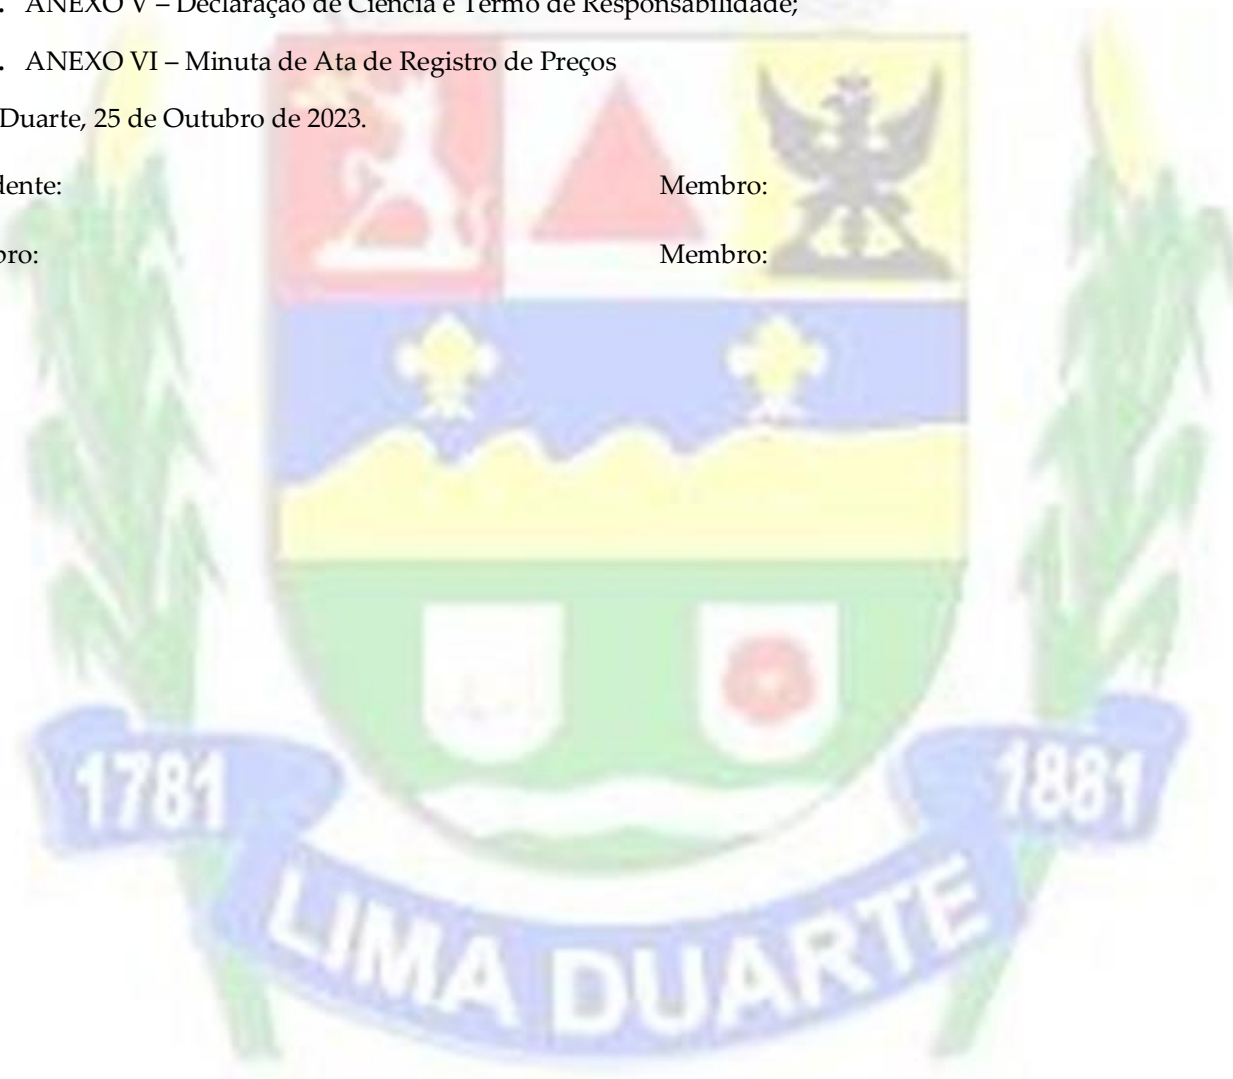 . ANEXO V – Declaração de Ciência e Termo de Responsabilidade;
. ANEXO VI – Minuta de Ata de Registro de Preços
Duarte, 25 de Outubro de 2023.
dente: Membro:
bro: Membro:
1781 1881
LIMA DUARTE